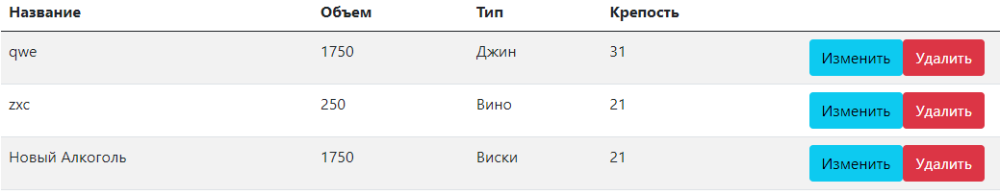 Название Объем Тип Крепость
qwe 1750 Джин 31 Изменить Удалить
zxc 250 Вино 21 Изменить Удалить
Новый Алкоголь 1750 Виски 21 Изменить Удалить